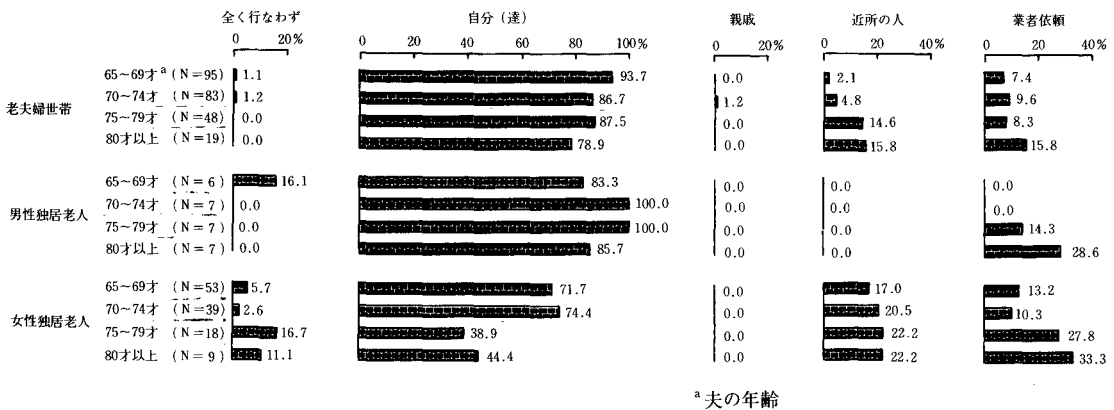 全く行なわず 自分（達） 親戚 近所の人 業者依頼
0 20% 0 20 40 60 80 100% 0 20% 0 20 40% 0 20 40%
老夫婦世帯
65～69才ª (N=95) 1.1 93.7 0.0 2.1 7.4
70～74才 (N=83) 1.2 86.7 1.2 4.8 9.6
75～79才 (N=48) 0.0 87.5 0.0 14.6 8.3
80才以上 (N=19) 0.0 78.9 0.0 15.8 15.8
男性独居老人
65～69才 (N=6) 16.1 83.3 0.0 0.0 0.0
70～74才 (N=7) 0.0 100.0 0.0 0.0 0.0
75～79才 (N=7) 0.0 100.0 0.0 0.0 14.3
80才以上 (N=7) 0.0 85.7 0.0 0.0 28.6
女性独居老人
65～69才 (N=53) 5.7 71.7 0.0 17.0 13.2
70～74才 (N=39) 2.6 74.4 0.0 20.5 10.3
75～79才 (N=18) 16.7 38.9 0.0 22.2 27.8
80才以上 (N=9) 11.1 44.4 0.0 22.2 33.3
ª夫の年齢